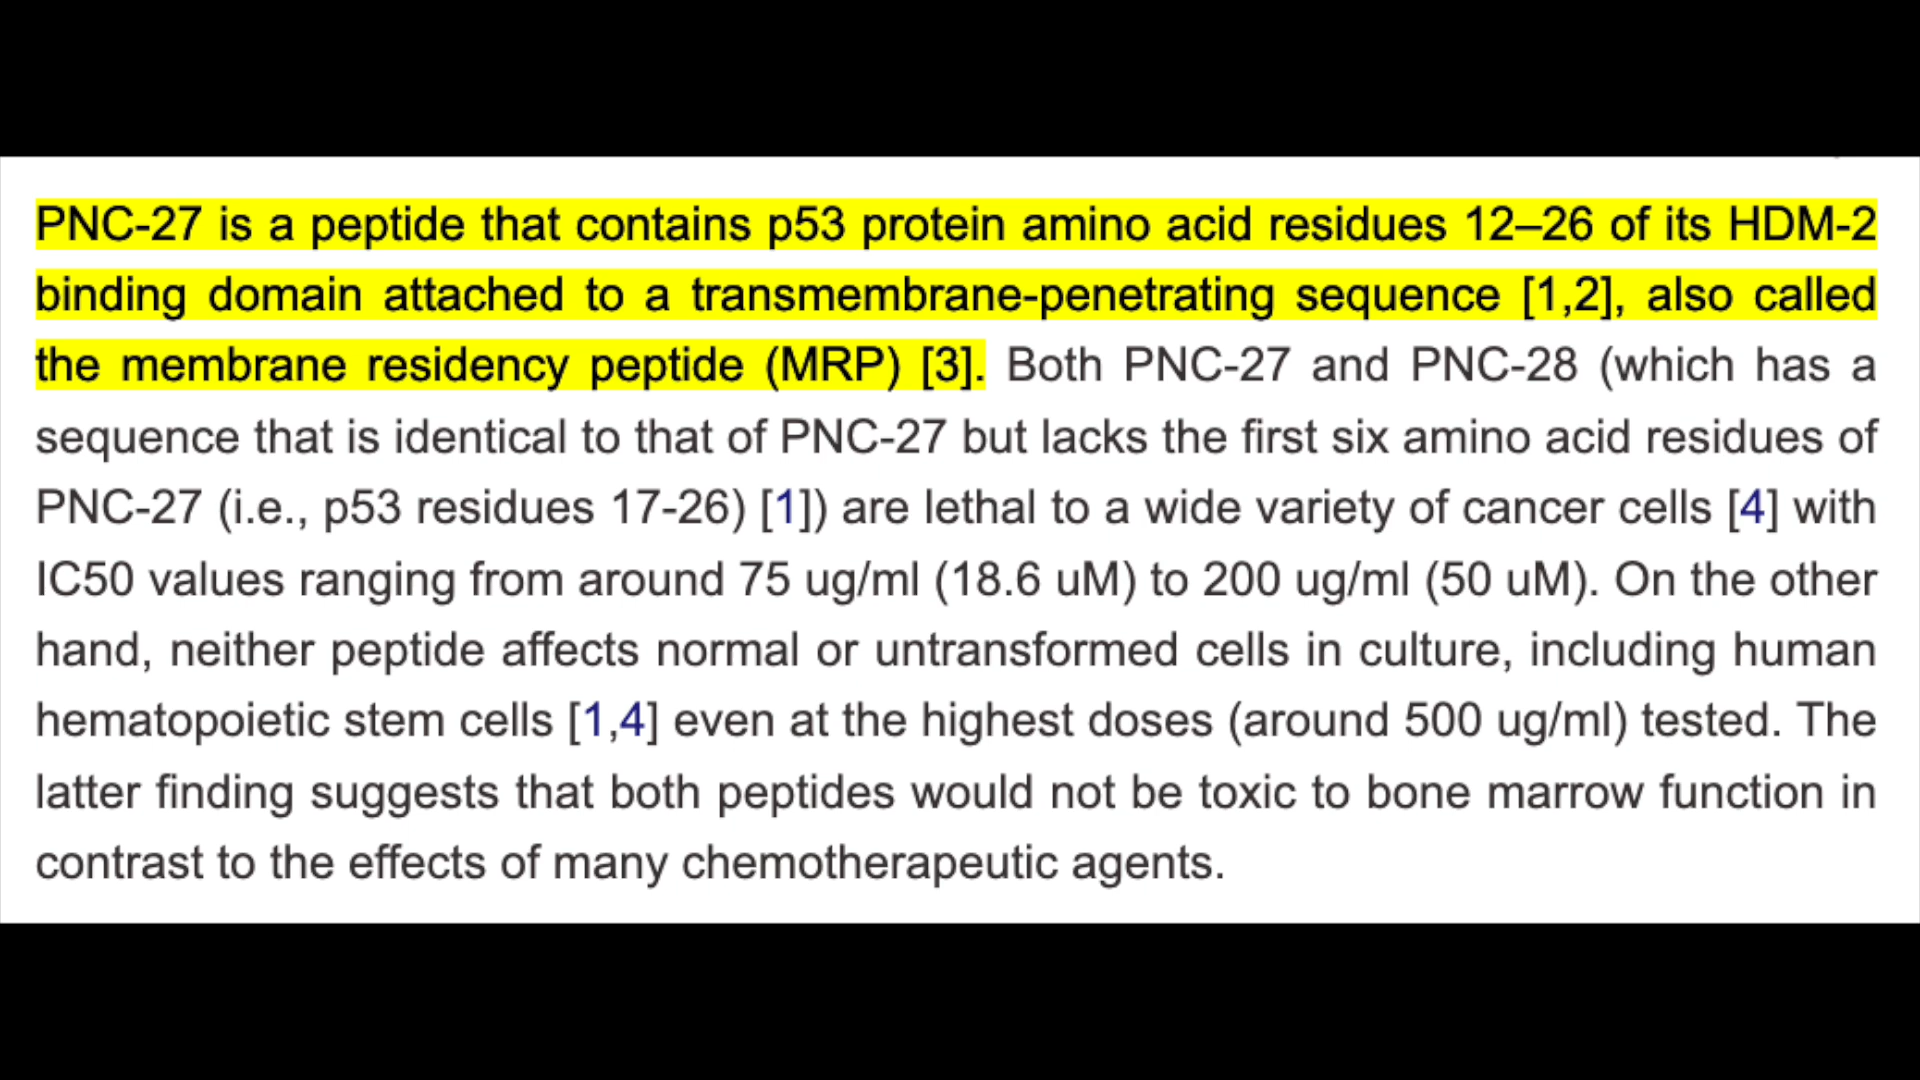 PNC-27 is a peptide that contains p53 protein amino acid residues 12–26 of its HDM-2
binding domain attached to a transmembrane-penetrating sequence [1,2], also called
the membrane residency peptide (MRP) [3]. Both PNC-27 and PNC-28 (which has a
sequence that is identical to that of PNC-27 but lacks the first six amino acid residues of
PNC-27 (i.e., p53 residues 17-26) [1]) are lethal to a wide variety of cancer cells [4] with
IC50 values ranging from around 75 ug/ml (18.6 uM) to 200 ug/ml (50 uM). On the other
hand, neither peptide affects normal or untransformed cells in culture, including human
hematopoietic stem cells [1,4] even at the highest doses (around 500 ug/ml) tested. The
latter finding suggests that both peptides would not be toxic to bone marrow function in
contrast to the effects of many chemotherapeutic agents.